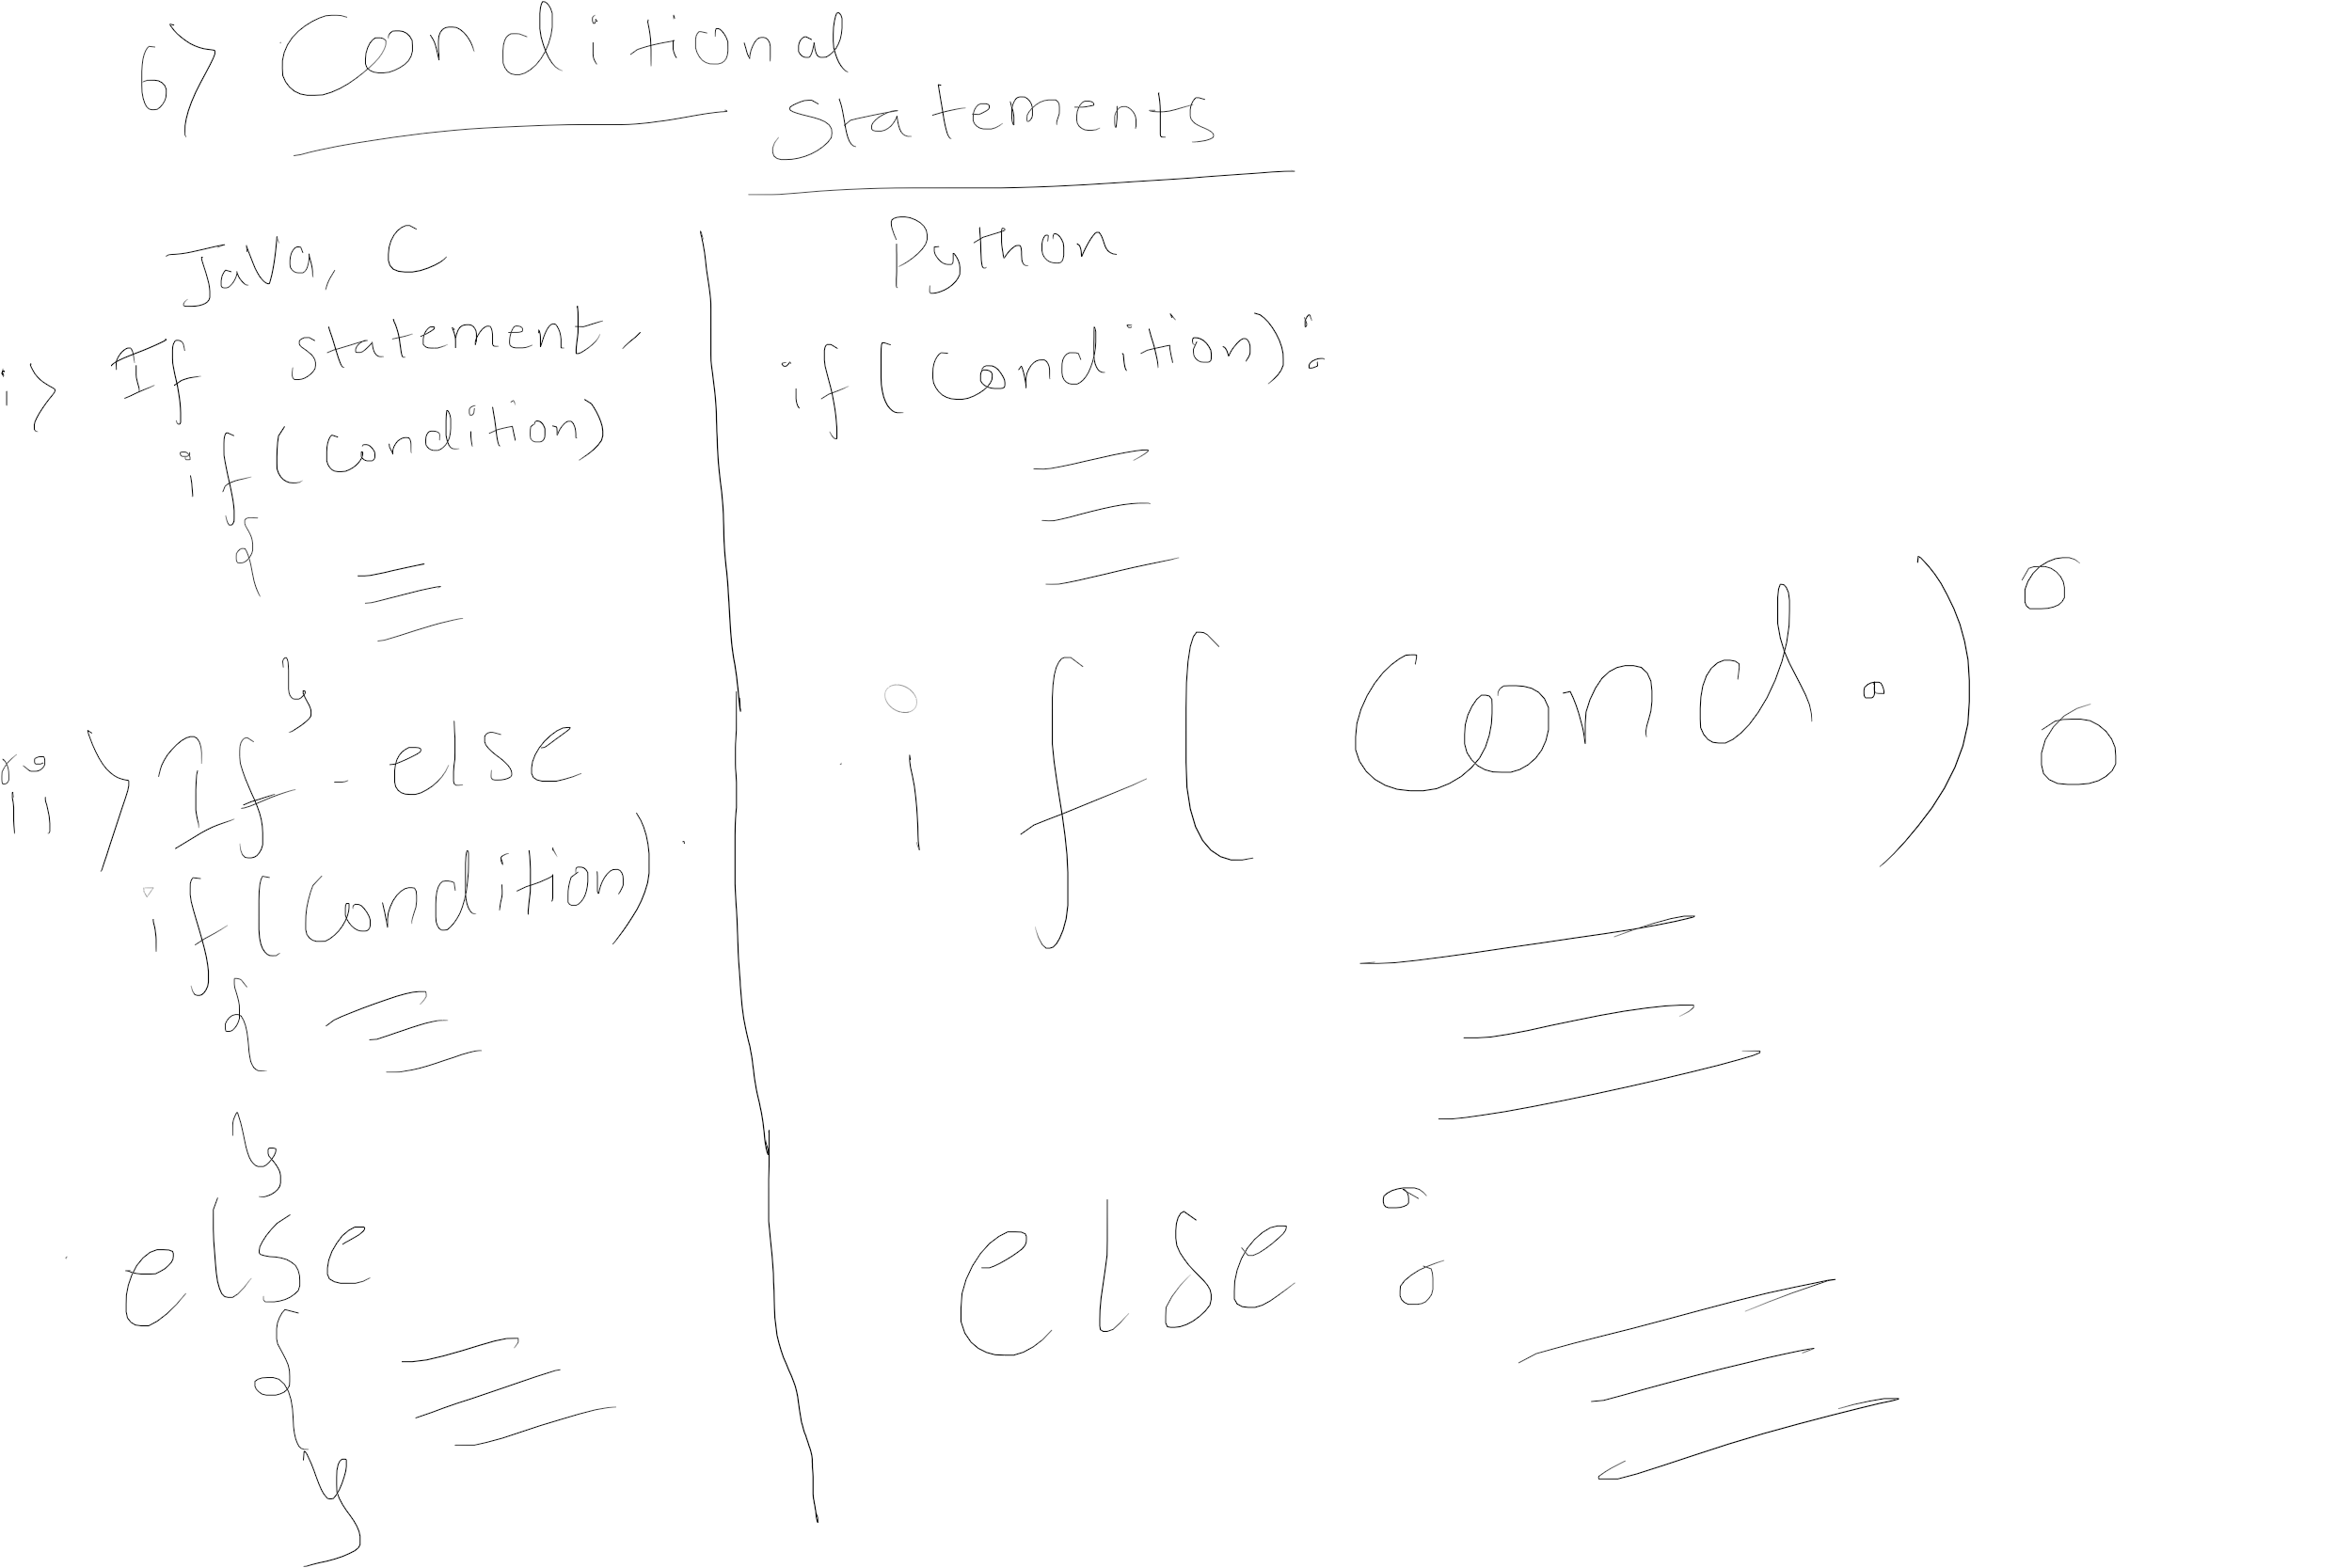 6> Conditional
Statements
Java, C
i> If statement,
if (Condition)
{
}
ii> If - else
if (Condition)
{
}
else
{
}
Python
if (Condition):
if (Cond.):
else: